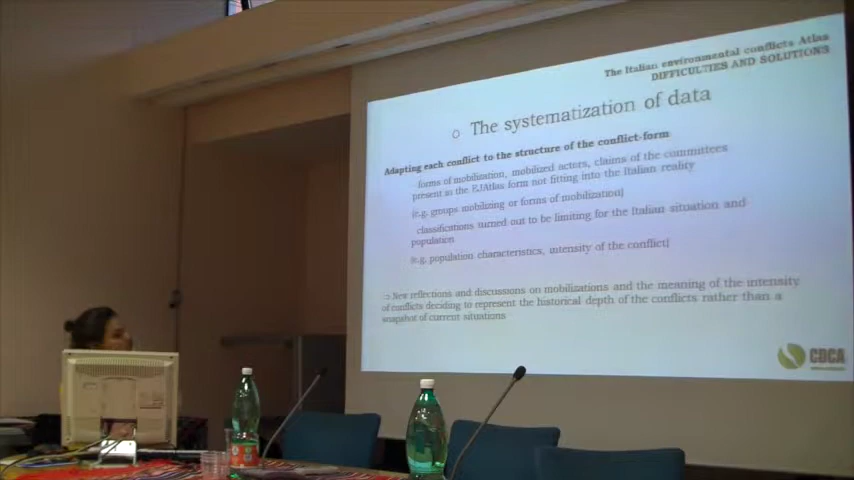 The Italian environmental conflicts Atlas
DIFFICULTIES AND SOLUTIONS
○ The systematization of data
Adapting each conflict to the structure of the conflict-form
forms of mobilization, mobilized actors, claims of the committees
present in the EJAtlas form not fitting into the Italian reality
[e.g. groups mobilizing or forms of mobilization]
classifications turned out to be limiting for the Italian situation and
population
[e.g. population characteristics, intensity of the conflict]
New reflections and discussions on mobilizations and the meaning of the intensity
of conflicts deciding to represent the historical depth of the conflicts rather than a
snapshot of current situations
CDCA